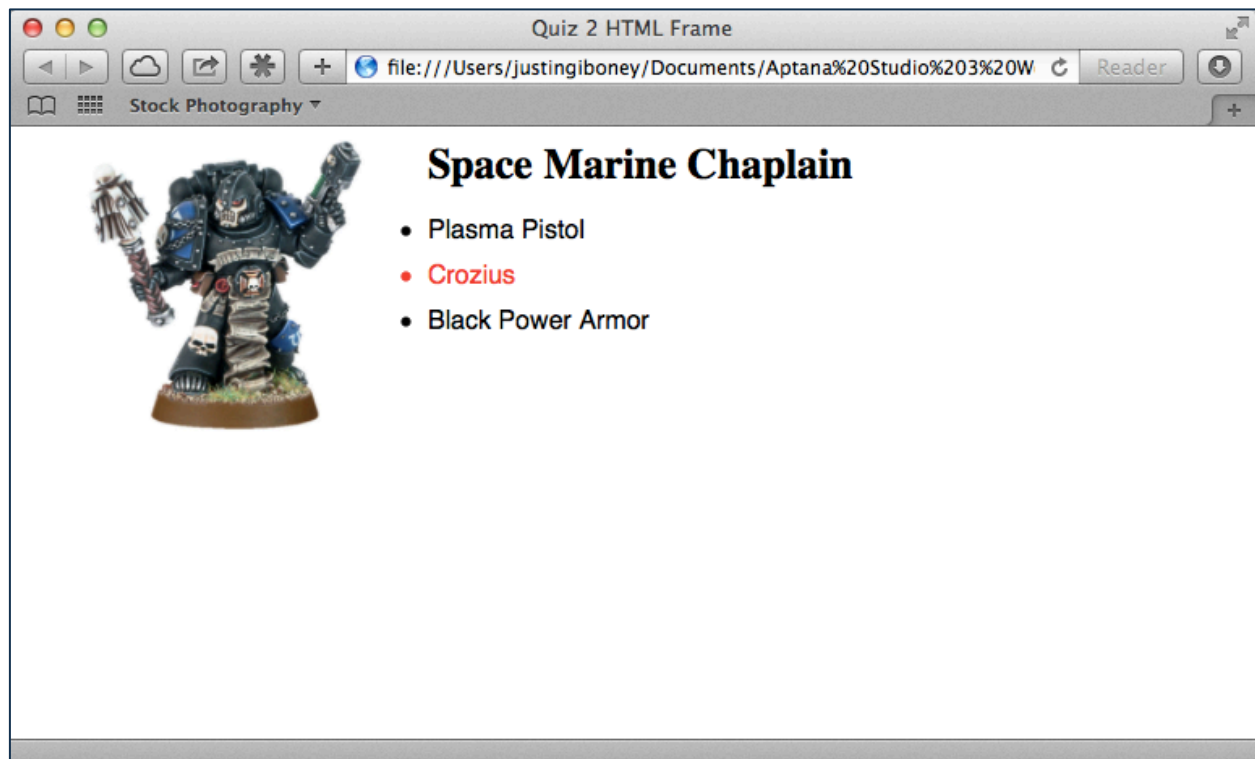 Quiz 2 HTML Frame
file:///Users/justingiboney/Documents/Aptana%20Studio%203%20W
Reader
Stock Photography
Space Marine Chaplain
Plasma Pistol
Crozius
Black Power Armor